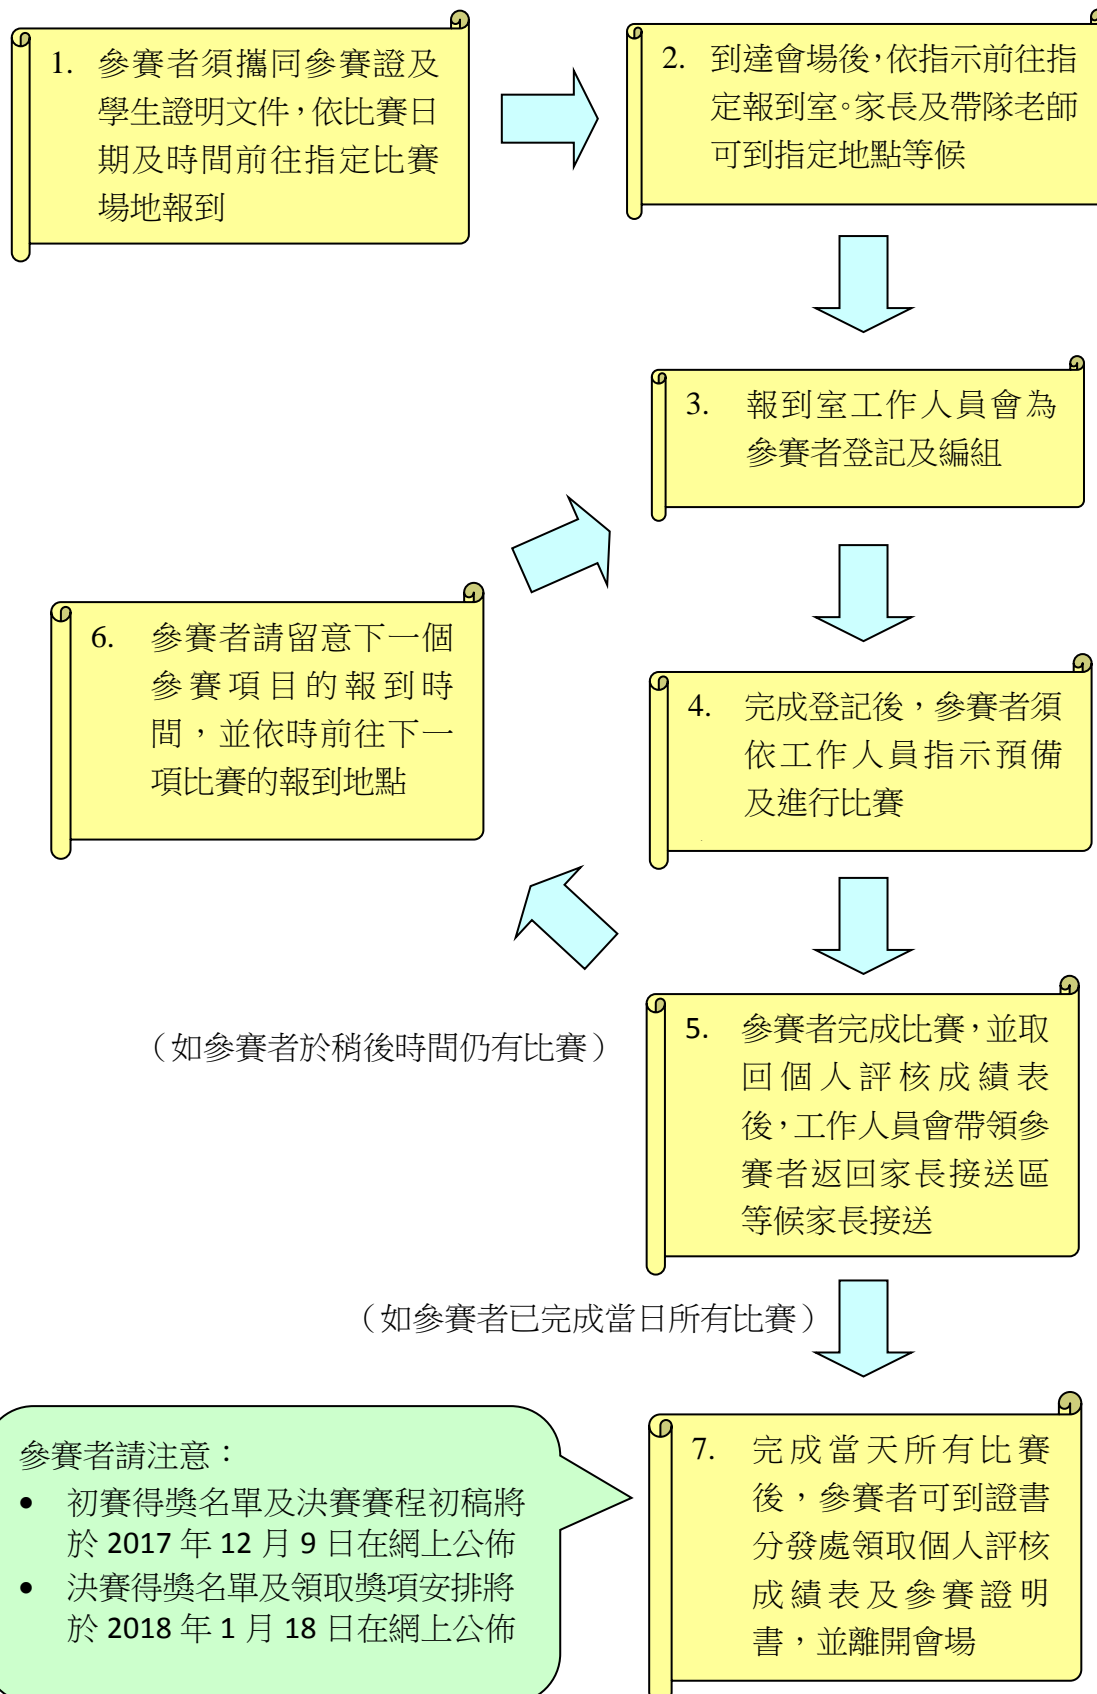 1. 參賽者須攜同參賽證及
學生證明文件，依比賽日
期及時間前往指定比賽
場地報到
2. 到達會場後，依指示前往指
定報到室。家長及帶隊老師
可到指定地點等候
3. 報到室工作人員會為
參賽者登記及編組
6. 參賽者請留意下一個
參賽項目的報到時
間，並依時前往下一
項比賽的報到地點
4. 完成登記後，參賽者須
依工作人員指示預備
及進行比賽
（如參賽者於稍後時間仍有比賽）
5. 參賽者完成比賽，並取
回個人評核成績表
後，工作人員會帶領參
賽者返回家長接送區
等候家長接送
（如參賽者已完成當日所有比賽）
參賽者請注意：
• 初賽得獎名單及決賽賽程初稿將
於 2017 年 12 月 9 日在網上公佈
• 決賽得獎名單及領取獎項安排將
於 2018 年 1 月 18 日在網上公佈
7. 完成當天所有比賽
後，參賽者可到證書
分發處領取個人評核
成績表及參賽證明
書，並離開會場